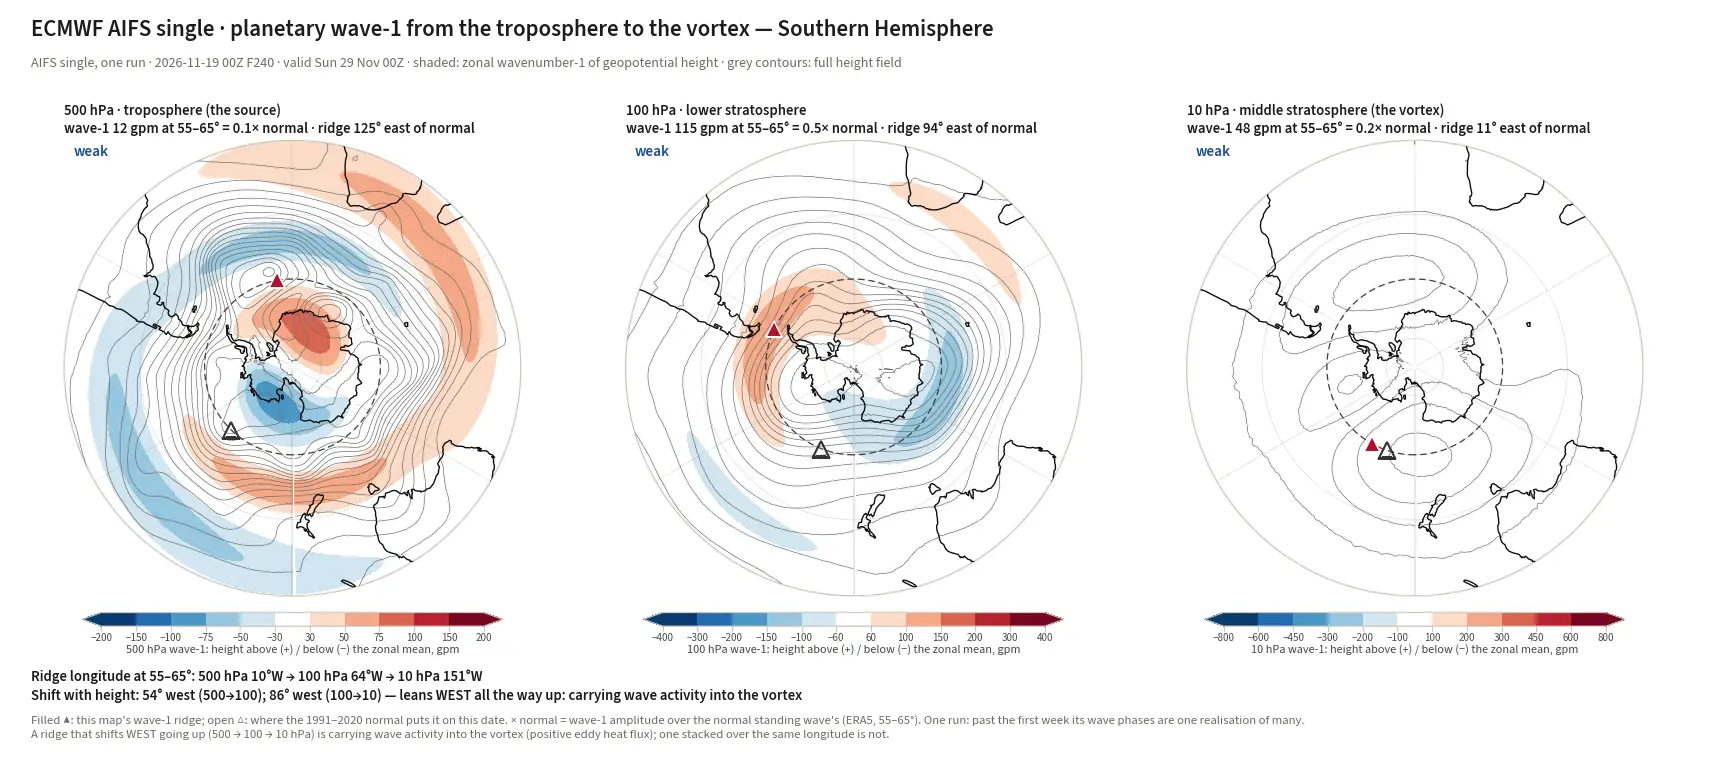 ECMWF AIFS single · planetary wave-1 from the troposphere to the vortex — Southern Hemisphere
AIFS single, one run · 2026-11-19 00Z F240 · valid Sun 29 Nov 00Z · shaded: zonal wavenumber-1 of geopotential height · grey contours: full height field
500 hPa · troposphere (the source)
wave-1 12 gpm at 55–65° = 0.1× normal · ridge 125° east of normal
weak
100 hPa · lower stratosphere
wave-1 115 gpm at 55–65° = 0.5× normal · ridge 94° east of normal
weak
10 hPa · middle stratosphere (the vortex)
wave-1 48 gpm at 55–65° = 0.2× normal · ridge 11° east of normal
weak
−200 −150 −100 −75 −50 −30 30 50 75 100 150 200
500 hPa wave-1: height above (+) / below (−) the zonal mean, gpm
−400 −300 −200 −150 −100 −60 60 100 150 200 300 400
100 hPa wave-1: height above (+) / below (−) the zonal mean, gpm
−800 −600 −450 −300 −200 −100 100 200 300 450 600 800
10 hPa wave-1: height above (+) / below (−) the zonal mean, gpm
Ridge longitude at 55–65°: 500 hPa 10°W → 100 hPa 64°W → 10 hPa 151°W
Shift with height: 54° west (500→100); 86° west (100→10) — leans WEST all the way up: carrying wave activity into the vortex
Filled ▲: this map's wave-1 ridge; open △: where the 1991–2020 normal puts it on this date. × normal = wave-1 amplitude over the normal standing wave's (ERA5, 55–65°). One run: past the first week its wave phases are one realisation of many.
A ridge that shifts WEST going up (500 → 100 → 10 hPa) is carrying wave activity into the vortex (positive eddy heat flux); one stacked over the same longitude is not.